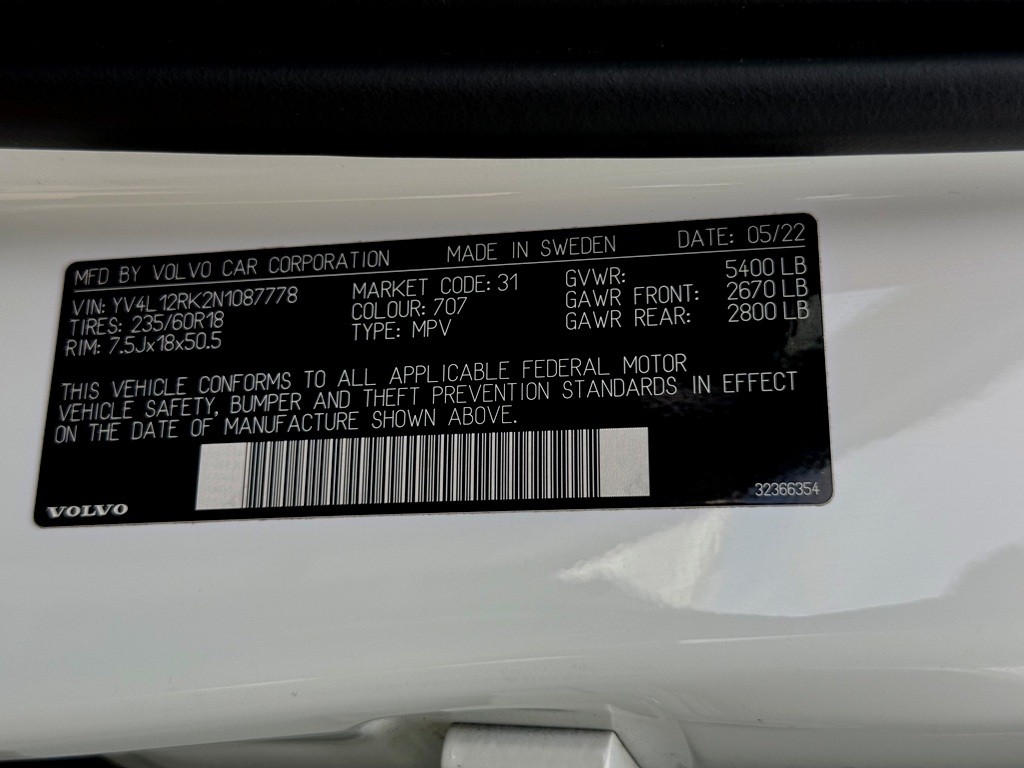 MFD BY VOLVO CAR CORPORATION MADE IN SWEDEN DATE: 05/22
VIN: YV4L12RK2N1087778 MARKET CODE: 31 GVWR: 5400 LB
TIRES: 235/60R18 COLOUR: 707 GAWR FRONT: 2670 LB
RIM: 7.5Jx18x50.5 TYPE: MPV GAWR REAR: 2800 LB
THIS VEHICLE CONFORMS TO ALL APPLICABLE FEDERAL MOTOR
VEHICLE SAFETY, BUMPER AND THEFT PREVENTION STANDARDS IN EFFECT
ON THE DATE OF MANUFACTURE SHOWN ABOVE.
VOLVO 32366354